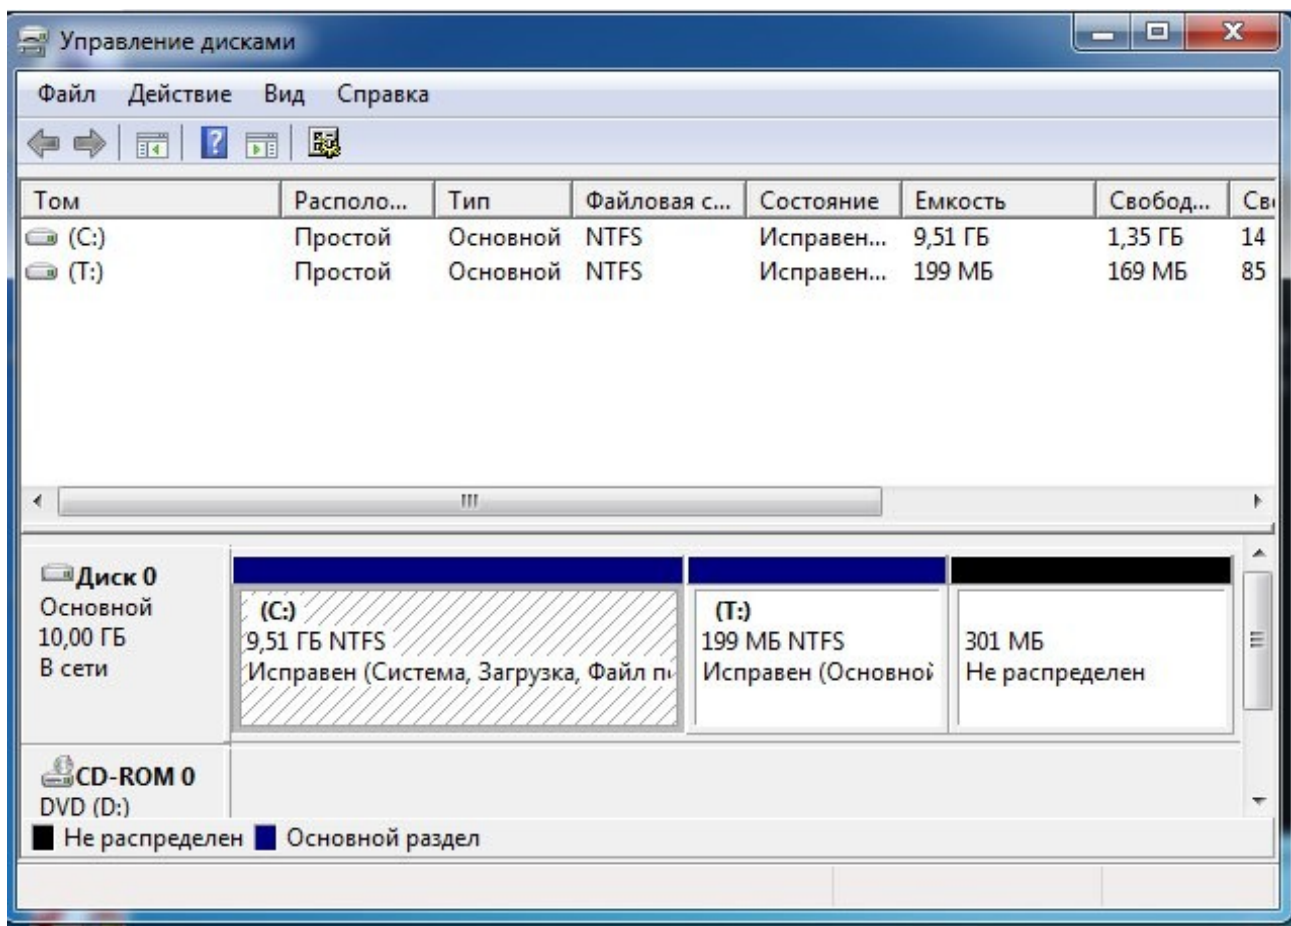 Управление дисками
Файл Действие Вид Справка
Том Располо... Тип Файловая с... Состояние Емкость Свобод... Св
(C:) Простой Основной NTFS Исправен... 9,51 ГБ 1,35 ГБ 14
(T:) Простой Основной NTFS Исправен... 199 МБ 169 МБ 85
Диск 0
Основной
10,00 ГБ
В сети
(C:)
9,51 ГБ NTFS
Исправен (Система, Загрузка, Файл п
(T:)
199 МБ NTFS
Исправен (Основной
301 МБ
Не распределен
CD-ROM 0
DVD (D:)
Не распределен Основной раздел